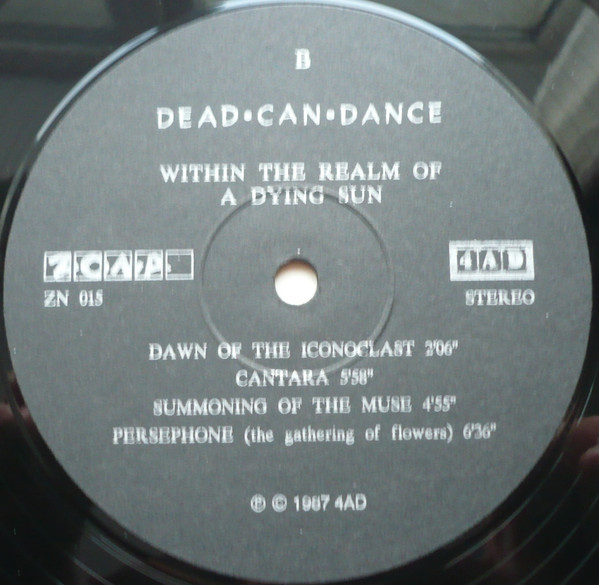 B
DEAD•CAN•DANCE
WITHIN THE REALM OF
A DYING SUN
4AD
ZN 015
STEREO
DAWN OF THE ICONOCLAST 2'06"
CANTARA 5'58"
SUMMONING OF THE MUSE 4'55"
PERSEPHONE (the gathering of flowers) 6'36"
℗ © 1987 4AD